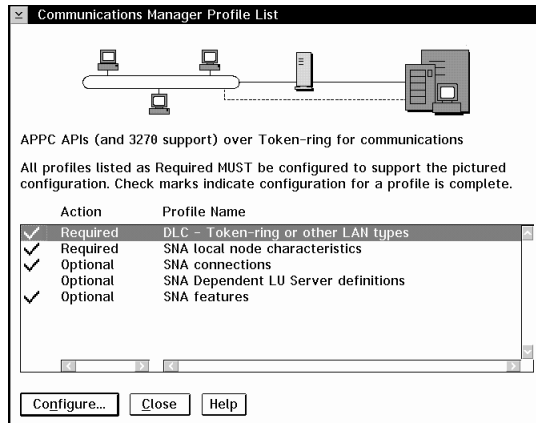 Communications Manager Profile List
APPC APIs (and 3270 support) over Token-ring for communications
All profiles listed as Required MUST be configured to support the pictured
configuration. Check marks indicate configuration for a profile is complete.
Action Profile Name
Required DLC - Token-ring or other LAN types
Required SNA local node characteristics
Optional SNA connections
Optional SNA Dependent LU Server definitions
Optional SNA features
Configure... Close Help